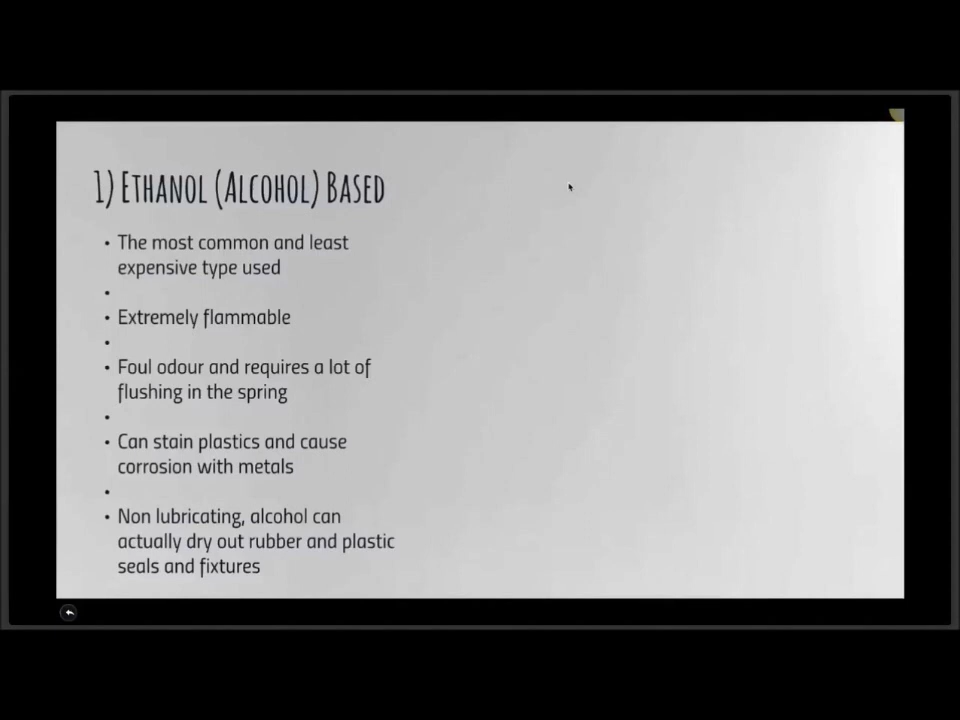 1) Ethanol (Alcohol) Based
• The most common and least
expensive type used
•
• Extremely flammable
•
• Foul odour and requires a lot of
flushing in the spring
•
• Can stain plastics and cause
corrosion with metals
•
• Non lubricating, alcohol can
actually dry out rubber and plastic
seals and fixtures